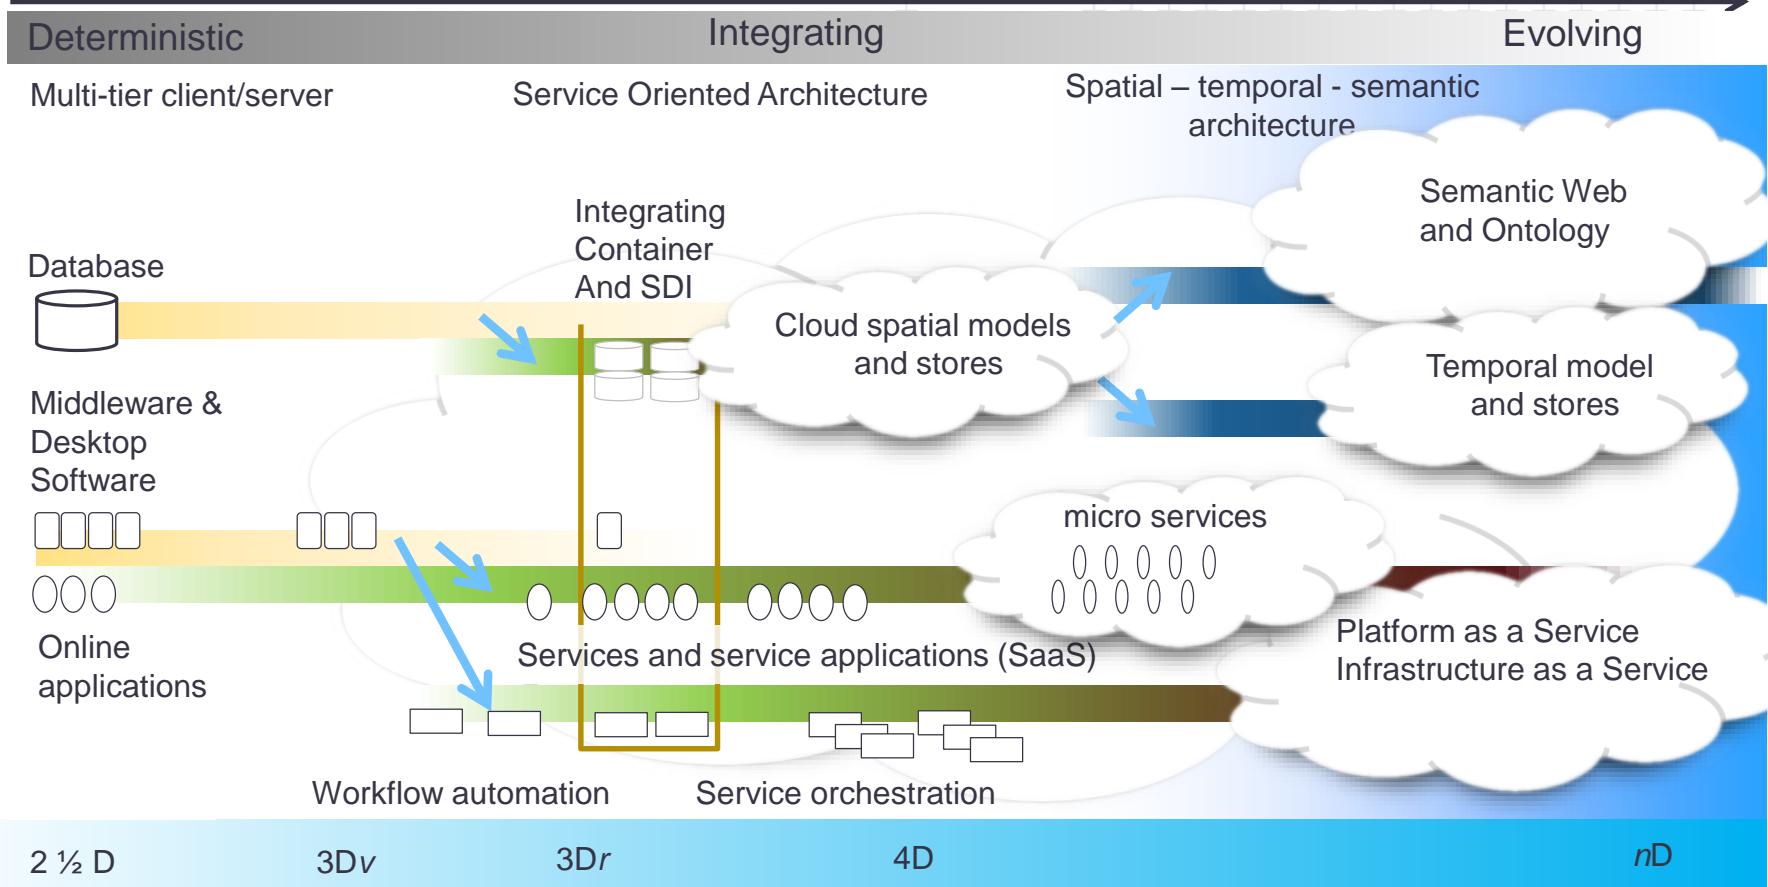 Deterministic
Integrating
Evolving
Multi-tier client/server
Service Oriented Architecture
Spatial – temporal - semantic
architecture
Semantic Web
and Ontology
Integrating
Container
And SDI
Database
Cloud spatial models
and stores
Temporal model
and stores
Middleware &
Desktop
Software
micro services
Online
applications
Services and service applications (SaaS)
Platform as a Service
Infrastructure as a Service
Workflow automation
Service orchestration
2 ½ D
3Dv
3Dr
4D
nD